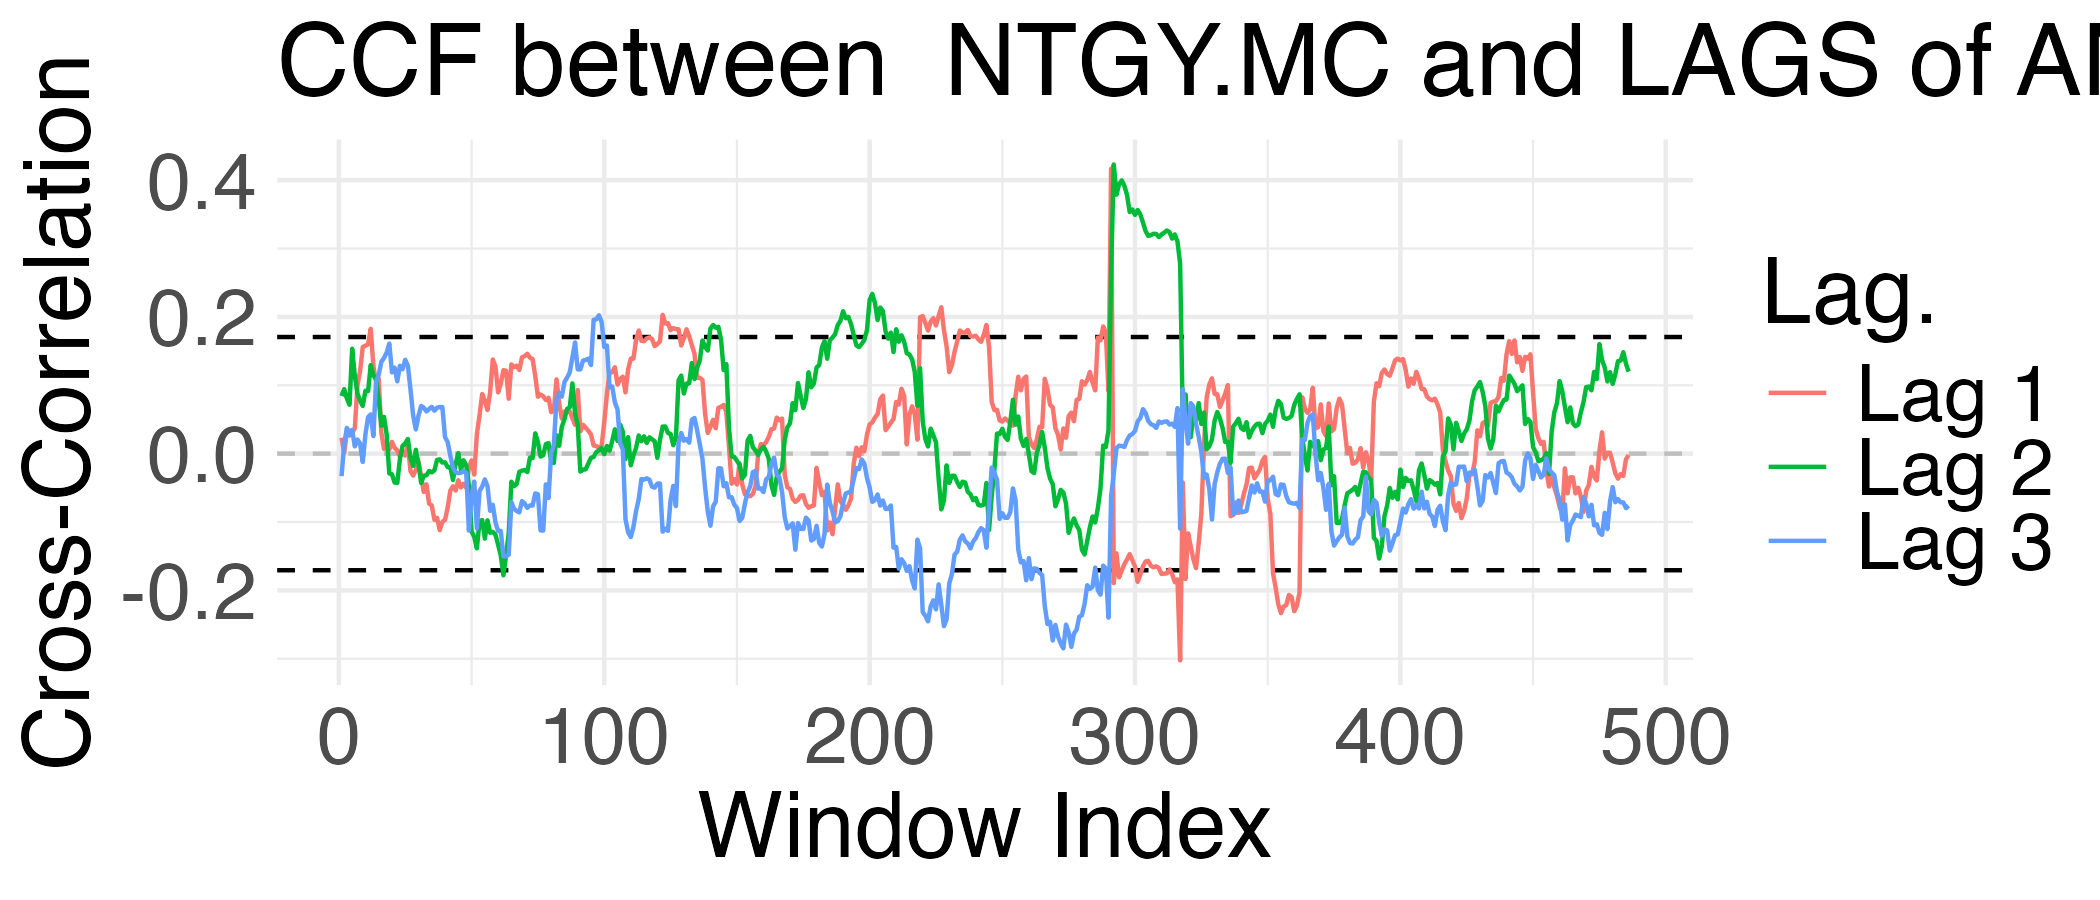 CCF between NTGY.MC and LAGS of
Cross-Correlation
0.4
0.2
0.0
-0.2
0 100 200 300 400 500
Window Index
Lag.
Lag 1
Lag 2
Lag 3